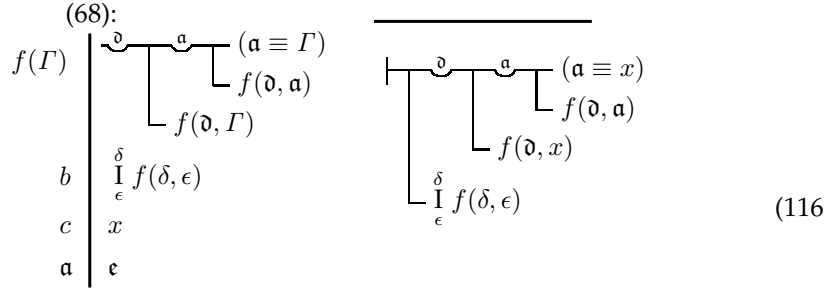 (68):
f(Γ) 𝔡 𝔞 (𝔞 ≡ Γ)
f(𝔡, 𝔞)
f(𝔡, Γ)
b δ I ϵ f(δ, ϵ)
c x
𝔞 𝔢
𝔡 𝔞 (𝔞 ≡ x)
f(𝔡, 𝔞)
f(𝔡, x)
δ I ϵ f(δ, ϵ) (116